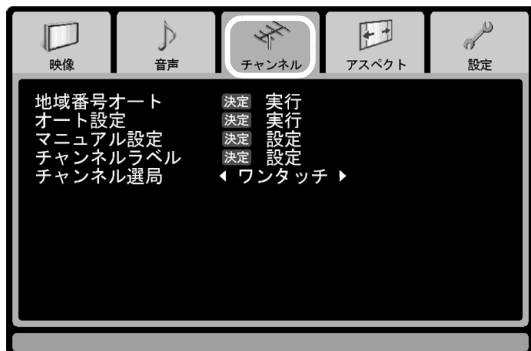 映像 音声 チャンネル アスペクト 設定
地域番号オート 決定 実行
オート設定 決定 実行
マニュアル設定 決定 設定
チャンネルラベル 決定 設定
チャンネル選局 ワンタッチ